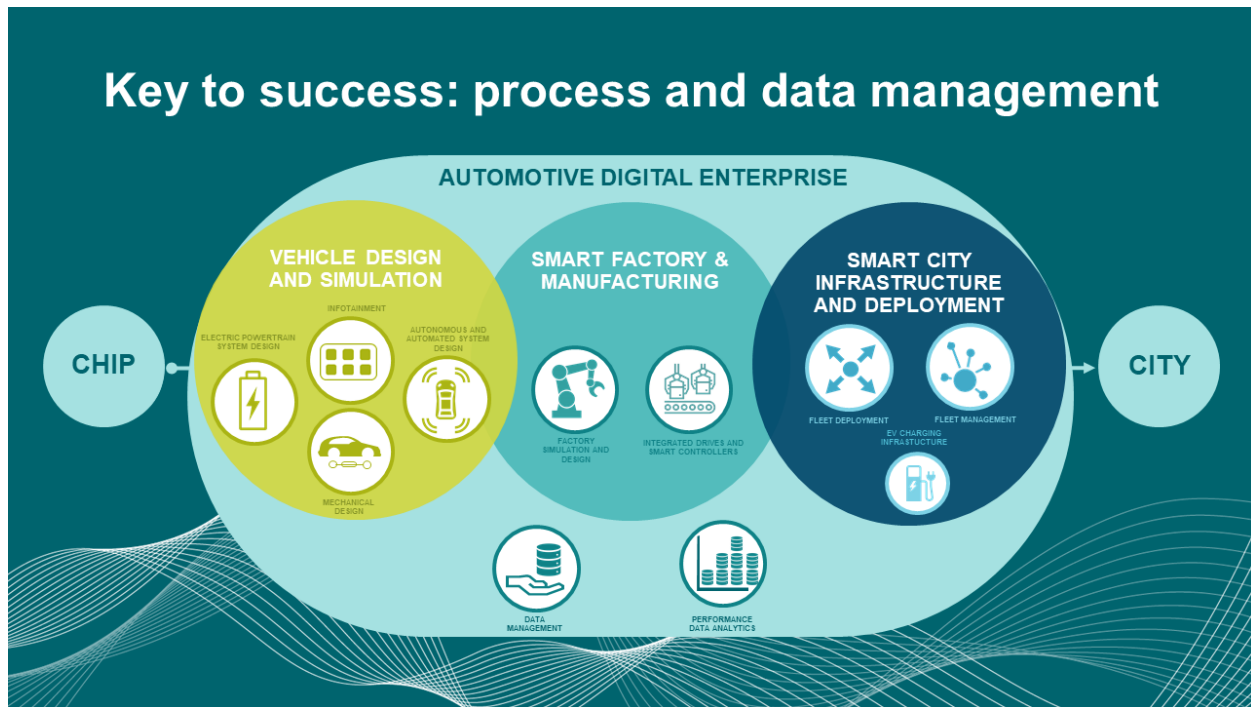 Key to success: process and data management
AUTOMOTIVE DIGITAL ENTERPRISE
CHIP
VEHICLE DESIGN
AND SIMULATION
INFOTAINMENT
ELECTRIC POWERTRAIN
SYSTEM DESIGN
AUTONOMOUS AND
AUTOMATED SYSTEM
DESIGN
MECHANICAL
DESIGN
SMART FACTORY &
MANUFACTURING
FACTORY
SIMULATION AND
DESIGN
INTEGRATED DRIVES AND
SMART CONTROLLERS
SMART CITY
INFRASTRUCTURE
AND DEPLOYMENT
FLEET DEPLOYMENT
FLEET MANAGEMENT
EV CHARGING
INFRASTUCTURE
CITY
DATA
MANAGEMENT
PERFORMANCE
DATA ANALYTICS